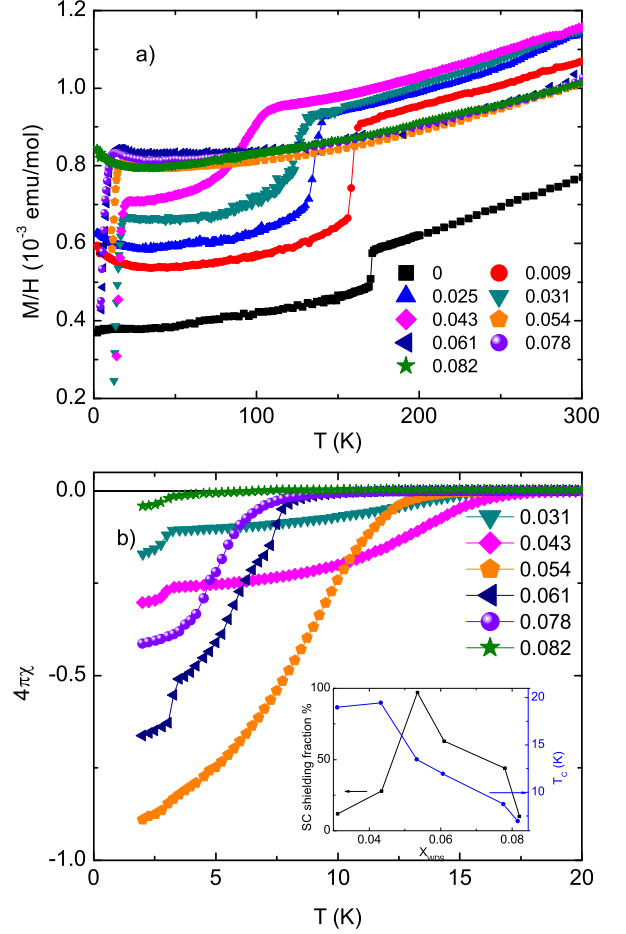 1.2
1.0
0.8
0.6
0.4
0.2
M/H (10⁻³ emu/mol)
a)
0 0.009
0.025 0.031
0.043 0.054
0.061 0.078
0.082
0 50 100 150 200 250 300
T (K)
0.0
-0.5
-1.0
4πχ
b)
0.031
0.043
0.054
0.061
0.078
0.082
100
50
0
SC shielding fraction %
20
15
10
T_C (K)
0.04 0.06 0.08
X_WDS
0 5 10 15 20
T (K)